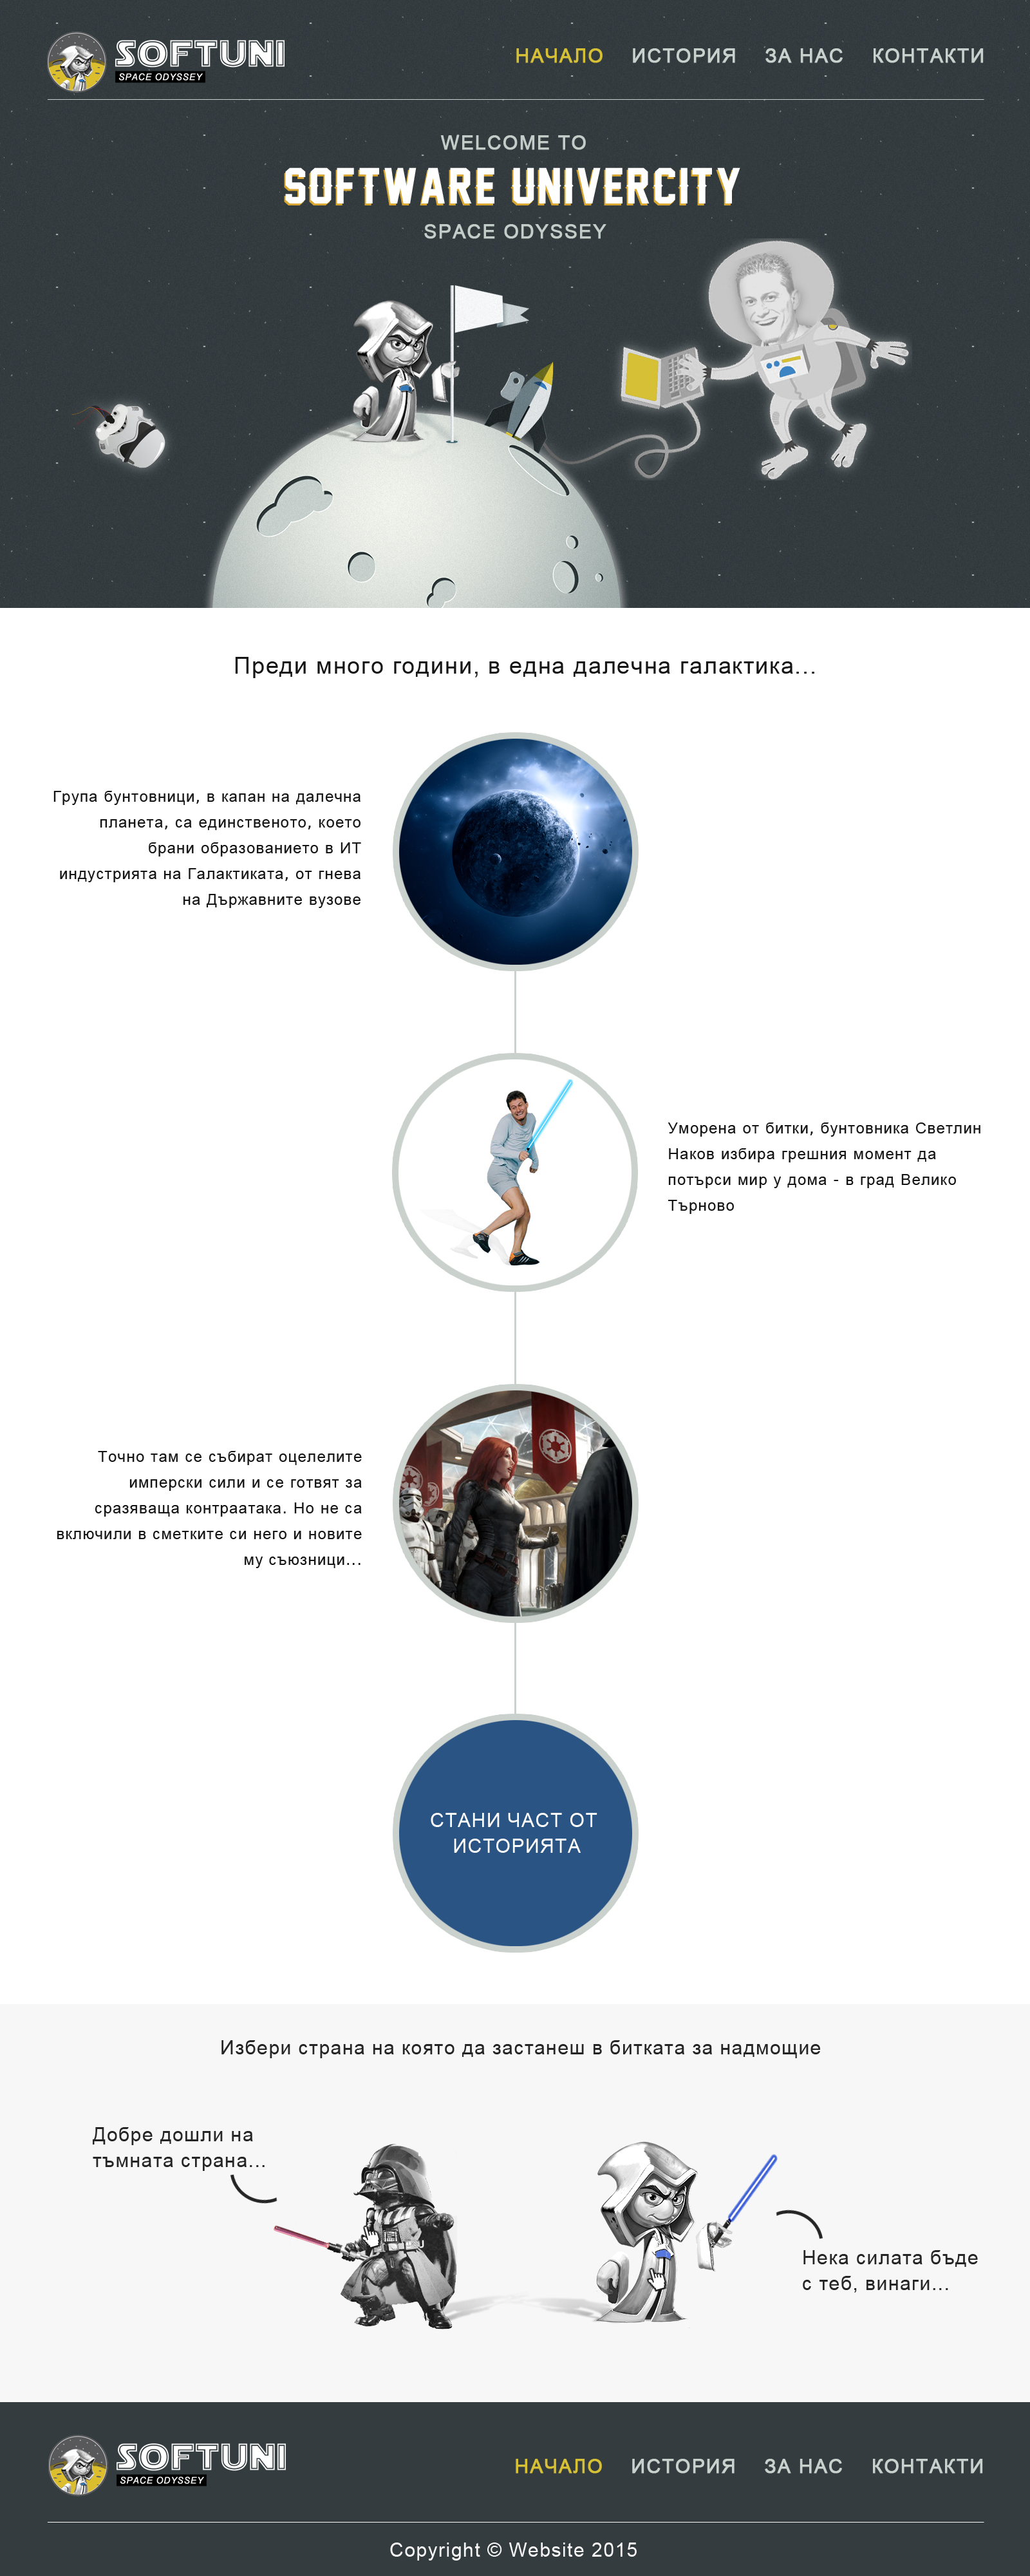 SOFTUNI
SPACE ODYSSEY
НАЧАЛО ИСТОРИЯ ЗА НАС КОНТАКТИ
WELCOME TO
SOFTWARE UNIVERCITY
SPACE ODYSSEY
Преди много години, в една далечна галактика...
Група бунтовници, в капан на далечна
планета, са единственото, което
брани образованието в ИТ
индустрията на Галактиката, от гнева
на Държавните вузове
Уморена от битки, бунтовника Светлин
Наков избира грешния момент да
потърси мир у дома - в град Велико
Търново
Точно там се събират оцелелите
имперски сили и се готвят за
сразяваща контраатака. Но не са
включили в сметките си него и новите
му съюзници...
СТАНИ ЧАСТ ОТ
ИСТОРИЯТА
Избери страна на която да застанеш в битката за надмощие
Добре дошли на
тъмната страна...
Нека силата бъде
с теб, винаги...
SOFTUNI
SPACE ODYSSEY
НАЧАЛО ИСТОРИЯ ЗА НАС КОНТАКТИ
Copyright © Website 2015